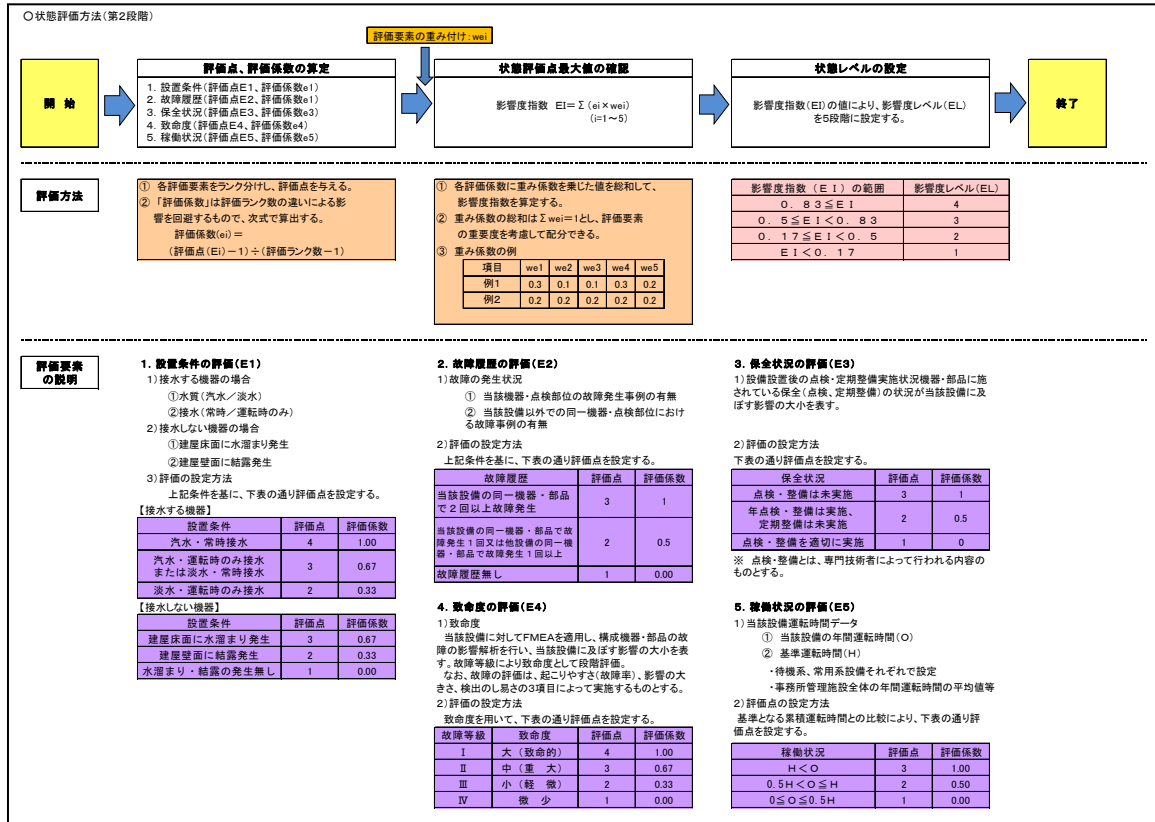 ○状態評価方法(第2段階)
評価要素の重み付け:wei
開 始
評価点、評価係数の算定
1. 設置条件(評価点E1、評価係数e1)
2. 故障履歴(評価点E2、評価係数e1)
3. 保全状況(評価点E3、評価係数e3)
4. 致命度(評価点E4、評価係数e4)
5. 稼働状況(評価点E5、評価係数e5)
状態評価点最大値の確認
影響度指数 EI=Σ(ei×wei)
(i=1~5)
状態レベルの設定
影響度指数(EI)の値により、影響度レベル(EL)
を5段階に設定する。
終了
評価方法
① 各評価要素をランク分けし、評価点を与える。
② 「評価係数」は評価ランク数の違いによる影
響を回避するもので、次式で算出する。
評価係数(ei)=
(評価点(Ei)-1)÷(評価ランク数-1)
① 各評価係数に重み係数を乗じた値を総和して、
影響度指数を算定する。
② 重み係数の総和はΣwei=1とし、評価要素
の重要度を考慮して配分できる。
③ 重み係数の例
項目 we1 we2 we3 we4 we5
例1 0.3 0.1 0.1 0.3 0.2
例2 0.2 0.2 0.2 0.2 0.2
影響度指数(EI)の範囲 影響度レベル(EL)
0.83≦EI 4
0.5≦EI<0.83 3
0.17≦EI<0.5 2
EI<0.17 1
評価要素
の説明
1. 設置条件の評価(E1)
1)接水する機器の場合
①水質(汽水/淡水)
②接水(常時/運転時のみ)
2)接水しない機器の場合
①建屋床面に水溜まり発生
②建屋壁面に結露発生
3)評価の設定方法
上記条件を基に、下表の通り評価点を設定する。
【接水する機器】
設置条件 評価点 評価係数
汽水・常時接水 4 1.00
汽水・運転時のみ接水
または淡水・常時接水 3 0.67
淡水・運転時のみ接水 2 0.33
【接水しない機器】
設置条件 評価点 評価係数
建屋床面に水溜まり発生 3 0.67
建屋壁面に結露発生 2 0.33
水溜まり・結露の発生無し 1 0.00
2. 故障履歴の評価(E2)
1)故障の発生状況
① 当該機器・点検部位の故障発生事例の有無
② 当該設備以外での同一機器・点検部位におけ
る故障事例の有無
2)評価の設定方法
上記条件を基に、下表の通り評価点を設定する。
故障履歴 評価点 評価係数
当該設備の同一機器・部品
で2回以上故障発生 3 1
当該設備の同一機器・部品で故
障発生1回又は他設備の同一機
器・部品で故障発生1回以上 2 0.5
故障履歴無し 1 0.00
3. 保全状況の評価(E3)
1)設備設置後の点検・定期整備実施状況機器・部品に施
されている保全(点検、定期整備)の状況が当該設備に及
ぼす影響の大小を表す。
2)評価の設定方法
下表の通り評価点を設定する。
保全状況 評価点 評価係数
点検・整備は未実施 3 1
年点検・整備は実施、
定期整備は未実施 2 0.5
点検・整備を適切に実施 1 0
※ 点検・整備とは、専門技術者によって行われる内容の
ものとする。
4. 致命度の評価(E4)
1)致命度
当該設備に対してFMEAを適用し、構成機器・部品の故
障の影響解析を行い、当該設備に及ぼす影響の大小を表
す。故障等級により致命度として段階評価。
なお、故障の評価は、起こりやすさ(故障率)、影響の大
きさ、検出のし易さの3項目によって実施するものとする。
2)評価の設定方法
致命度を用いて、下表の通り評価点を設定する。
故障等級 致命度 評価点 評価係数
Ⅰ 大(致命的) 4 1.00
Ⅱ 中(重 大) 3 0.67
Ⅲ 小(軽 微) 2 0.33
Ⅳ 微 少 1 0.00
5. 稼働状況の評価(E5)
1)当該設備運転時間データ
① 当該設備の年間運転時間(O)
② 基準運転時間(H)
・待機系、常用系設備それぞれで設定
・事務所管理施設全体の年間運転時間の平均値等
2)評価点の設定方法
基準となる累積運転時間との比較により、下表の通り評
価点を設定する。
稼働状況 評価点 評価係数
H<O 3 1.00
0.5H<O≦H 2 0.50
0≦O≦0.5H 1 0.00